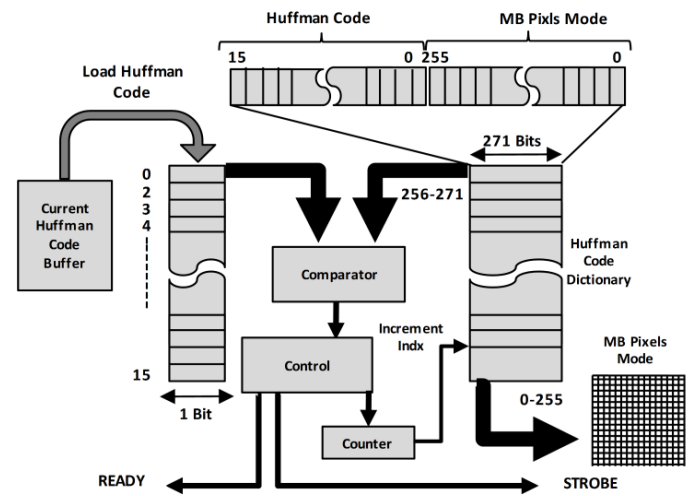 Huffman Code
MB Pixls Mode
15
0
255
0
Load Huffman
Code
271 Bits
0
2
3
4
15
256-271
Current
Huffman
Code
Buffer
Comparator
Huffman
Code
Dictionary
Increment
Indx
Control
MB Pixels
Mode
1 Bit
0-255
Counter
READY
STROBE